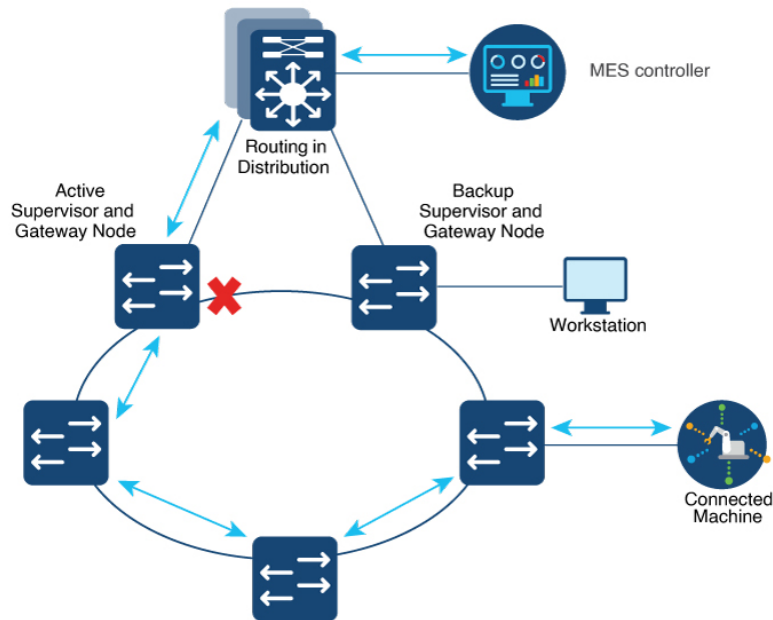 MES controller
Routing in
Distribution
Active
Supervisor and
Gateway Node
Backup
Supervisor and
Gateway Node
Workstation
Connected
Machine